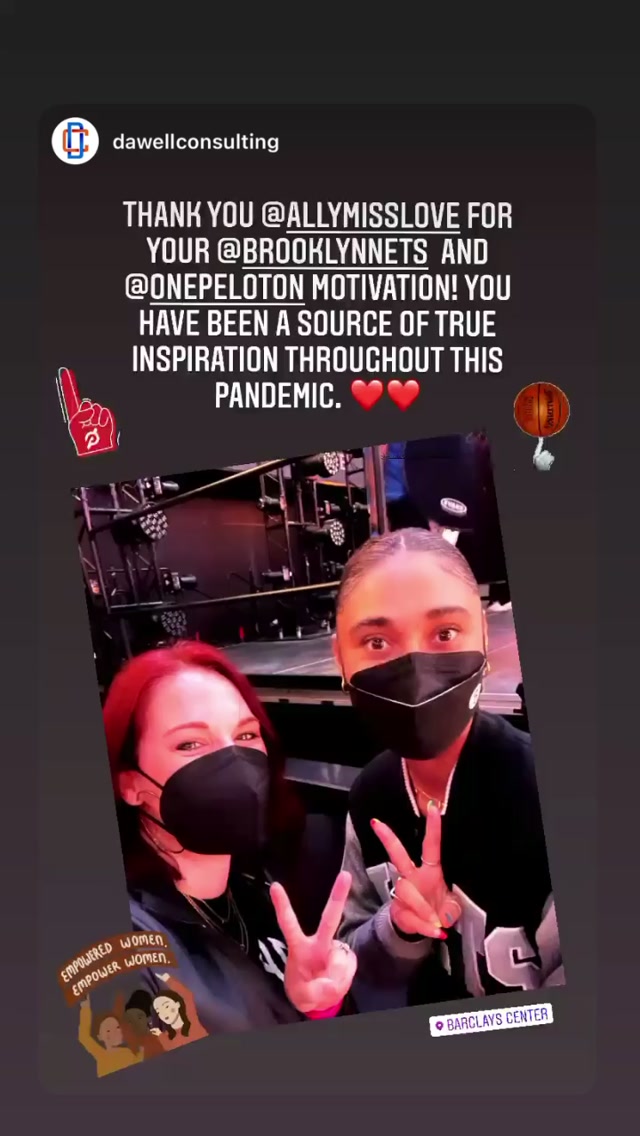 dawellconsulting
THANK YOU @ALLYMISSLOVE FOR
YOUR @BROOKLYNNETS AND
@ONEPELOTON MOTIVATION! YOU
HAVE BEEN A SOURCE OF TRUE
INSPIRATION THROUGHOUT THIS
PANDEMIC. ❤️❤️
SPALDING
EMPOWERED WOMEN,
EMPOWER WOMEN.
BARCLAYS CENTER